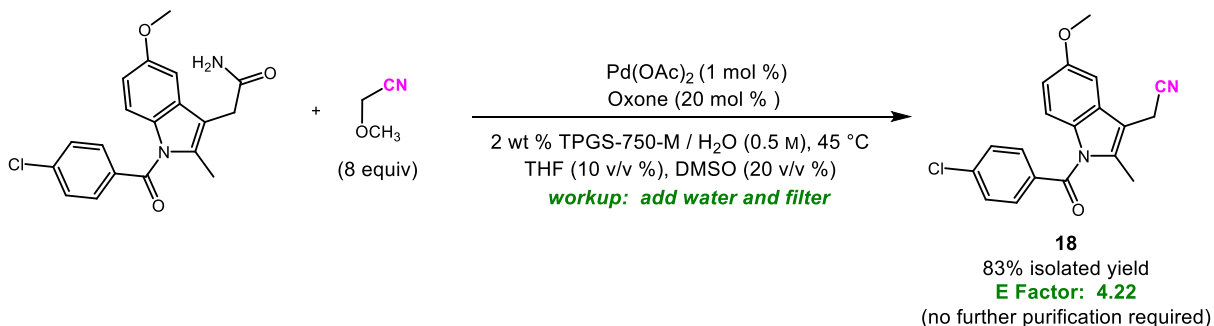 O
H₂N
O
N
Cl
O
+
CN
OCH₃
(8 equiv)
Pd(OAc)₂ (1 mol %)
Oxone (20 mol % )
2 wt % TPGS-750-M / H₂O (0.5 M), 45 °C
THF (10 v/v %), DMSO (20 v/v %)
workup: add water and filter
O
CN
N
Cl
O
18
83% isolated yield
E Factor: 4.22
(no further purification required)